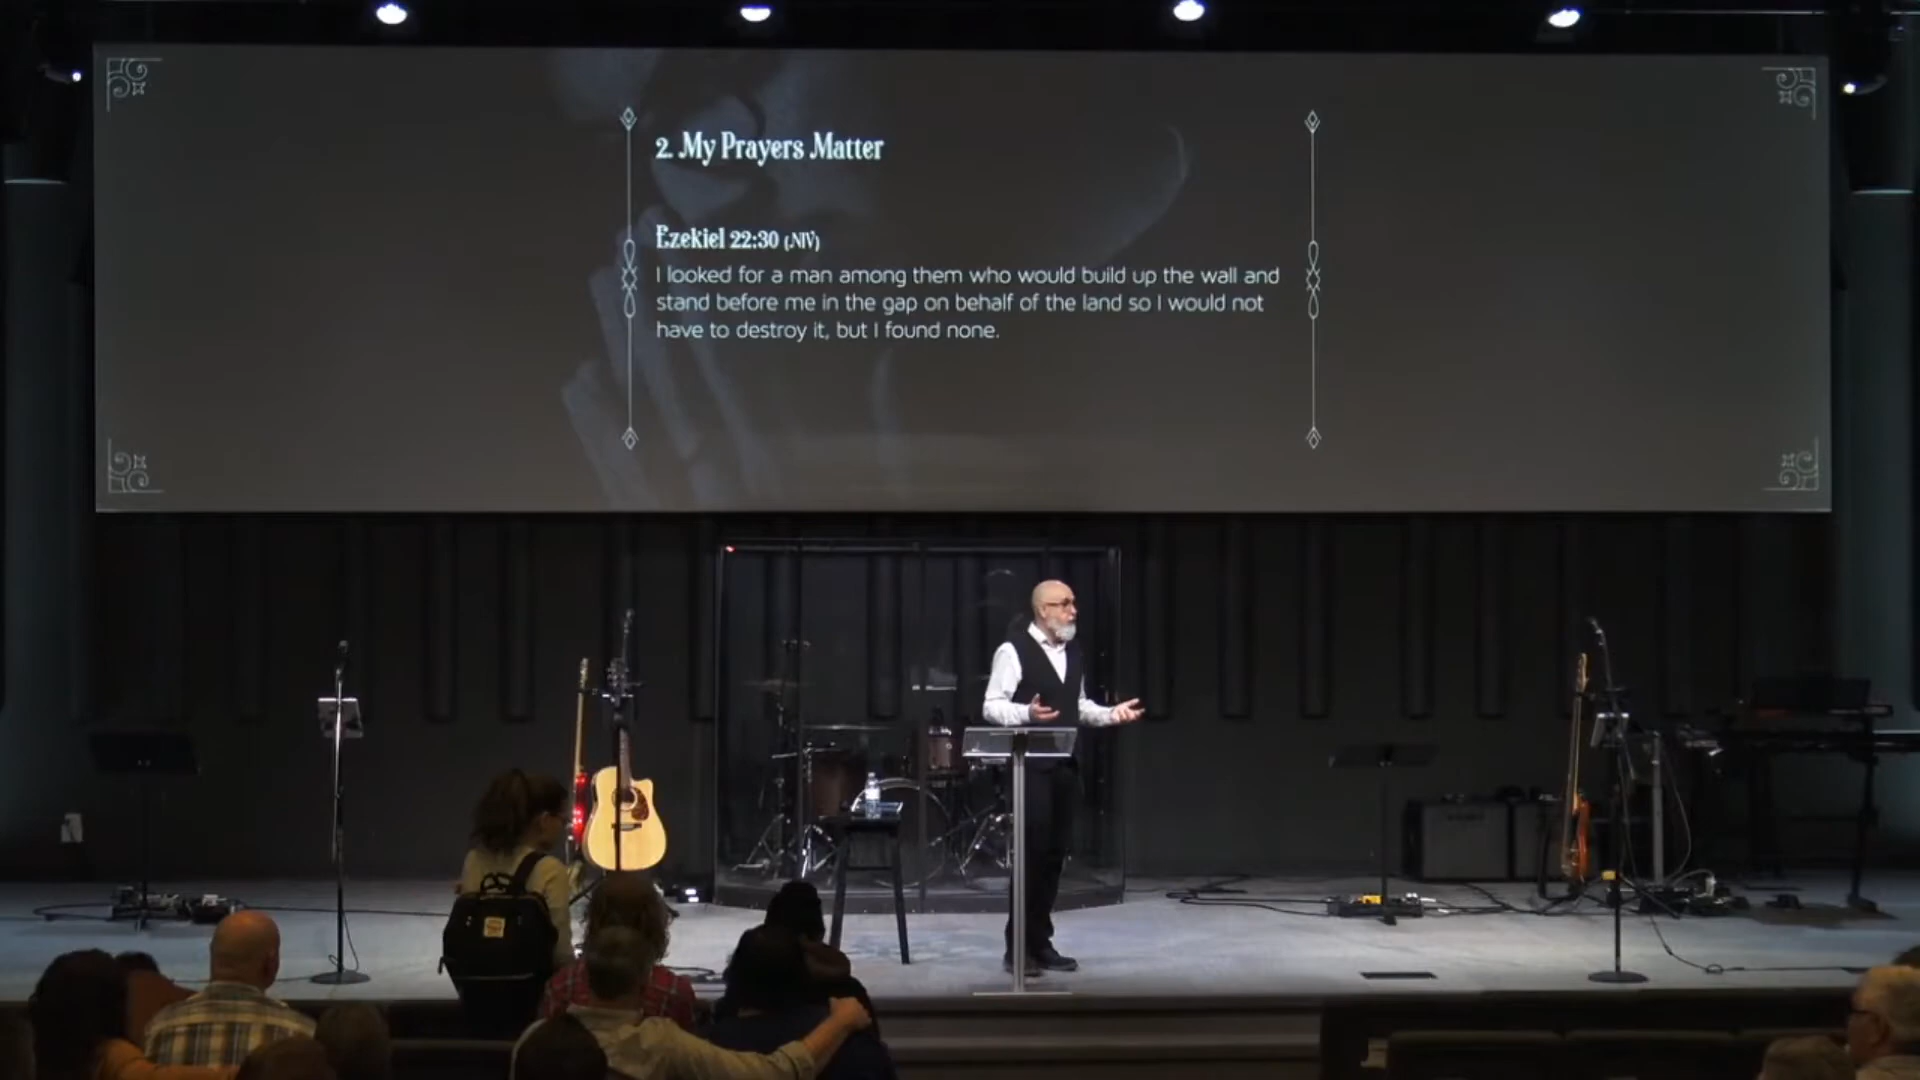 2. My Prayers Matter
Ezekiel 22:30 (NIV)
I looked for a man among them who would build up the wall and
stand before me in the gap on behalf of the land so I would not
have to destroy it, but I found none.